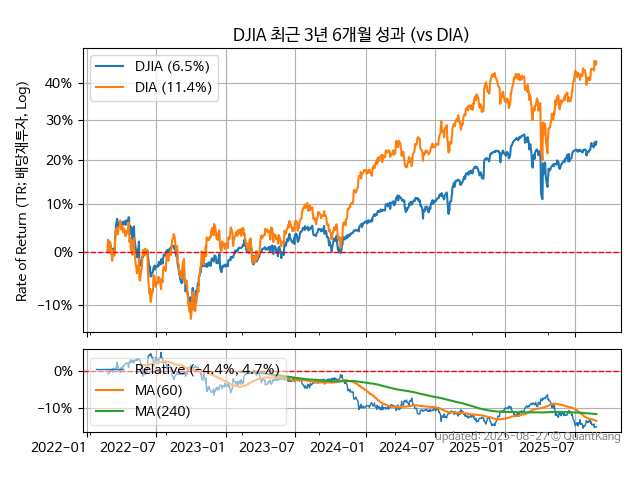 DJIA 최근 3년 6개월 성과 (vs DIA)
Rate of Return (TR: 배당재투자, Log)
DJIA (6.5%)
DIA (11.4%)
40%
30%
20%
10%
0%
−10%
Relative (−4.4%, 4.7%)
MA(60)
MA(240)
0%
−10%
updated: 2025-08-27 © QuantKang
2022-01 2022-07 2023-01 2023-07 2024-01 2024-07 2025-01 2025-07